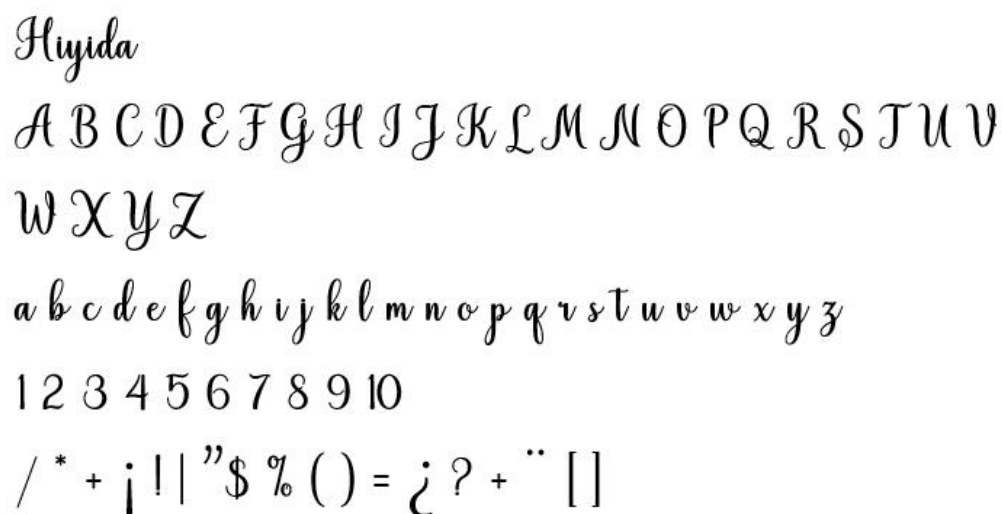 Hiyida
A B C D E F G H I J K L M N O P Q R S T U V
W X Y Z
a b c d e f g h i j k l m n o p q r s t u v w x y z
1 2 3 4 5 6 7 8 9 10
/ * + ¡ ! | ” $ % ( ) = ¿ ? + ¨ [ ]